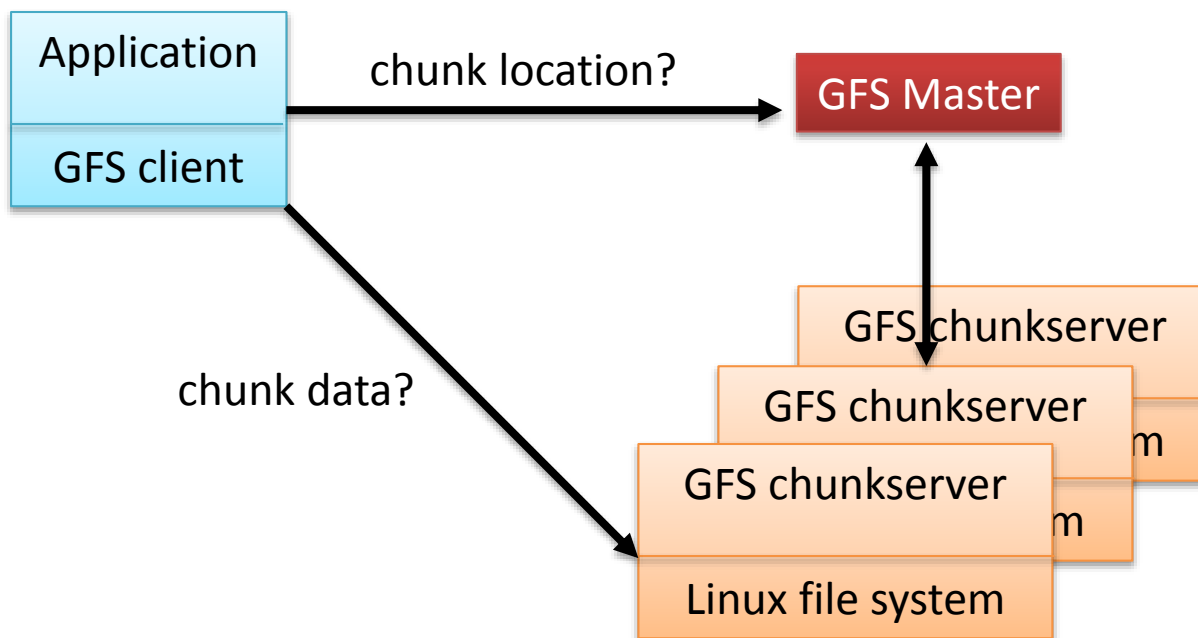 Application
GFS client
chunk location?
GFS Master
chunk data?
GFS chunkserver
m
GFS chunkserver
m
GFS chunkserver
Linux file system